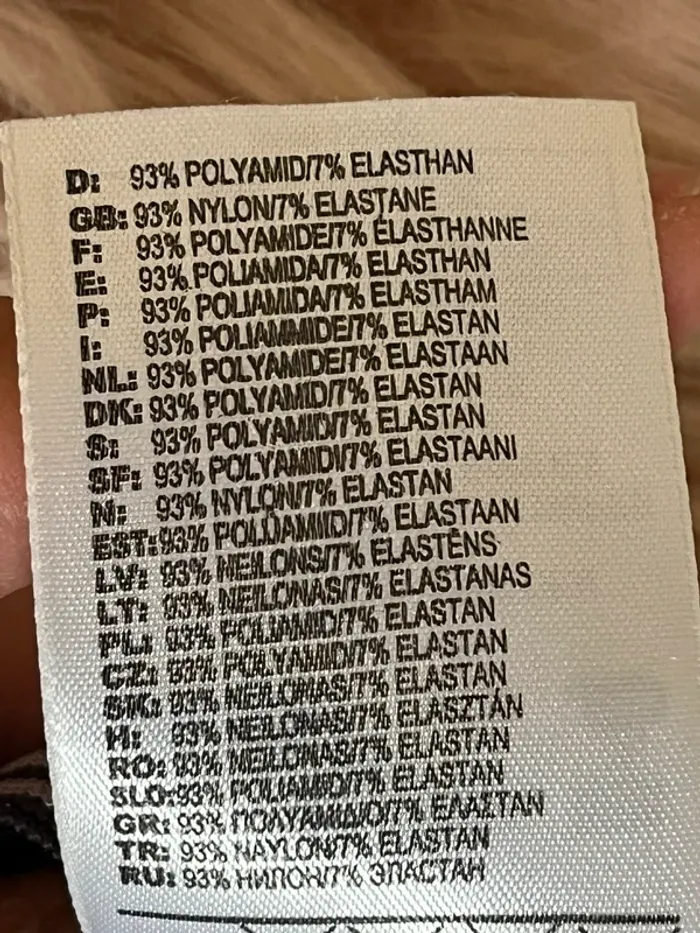 D: 93% POLYAMID/7% ELASTHAN
GB: 93% NYLON/7% ELASTANE
F: 93% POLYAMIDE/7% ÉLASTHANNE
E: 93% POLIAMIDA/7% ELASTHAN
P: 93% POLIAMIDA/7% ELASTHAM
I: 93% POLIAMMIDE/7% ELASTAN
NL: 93% POLYAMIDE/7% ELASTAAN
DK: 93% POLYAMID/7% ELASTAN
S: 93% POLYAMID/7% ELASTAN
SF: 93% POLYAMIDI/7% ELASTAANI
N: 93% NYLON/7% ELASTAN
EST:93% POLÜAMIID/7% ELASTAAN
LV: 93% NEILONS/7% ELASTĒNS
LT: 93% NEILONAS/7% ELASTANAS
PL: 93% POLIAMID/7% ELASTAN
CZ: 93% POLYAMID/7% ELASTAN
SK: 93% NEILONAS/7% ELASTAN
H: 93% NEILONAS/7% ELASZTÁN
RO: 93% NEILONAS/7% ELASTAN
SLO:93% POLIAMID/7% ELASTAN
GR: 93% ΠΟΛΥΑΜΙΔΙΟ/7% ΕΛΑΣΤΑΝ
TR: 93% NAYLON/7% ELASTAN
RU: 93% НИЛОН/7% ЭЛАСТАН